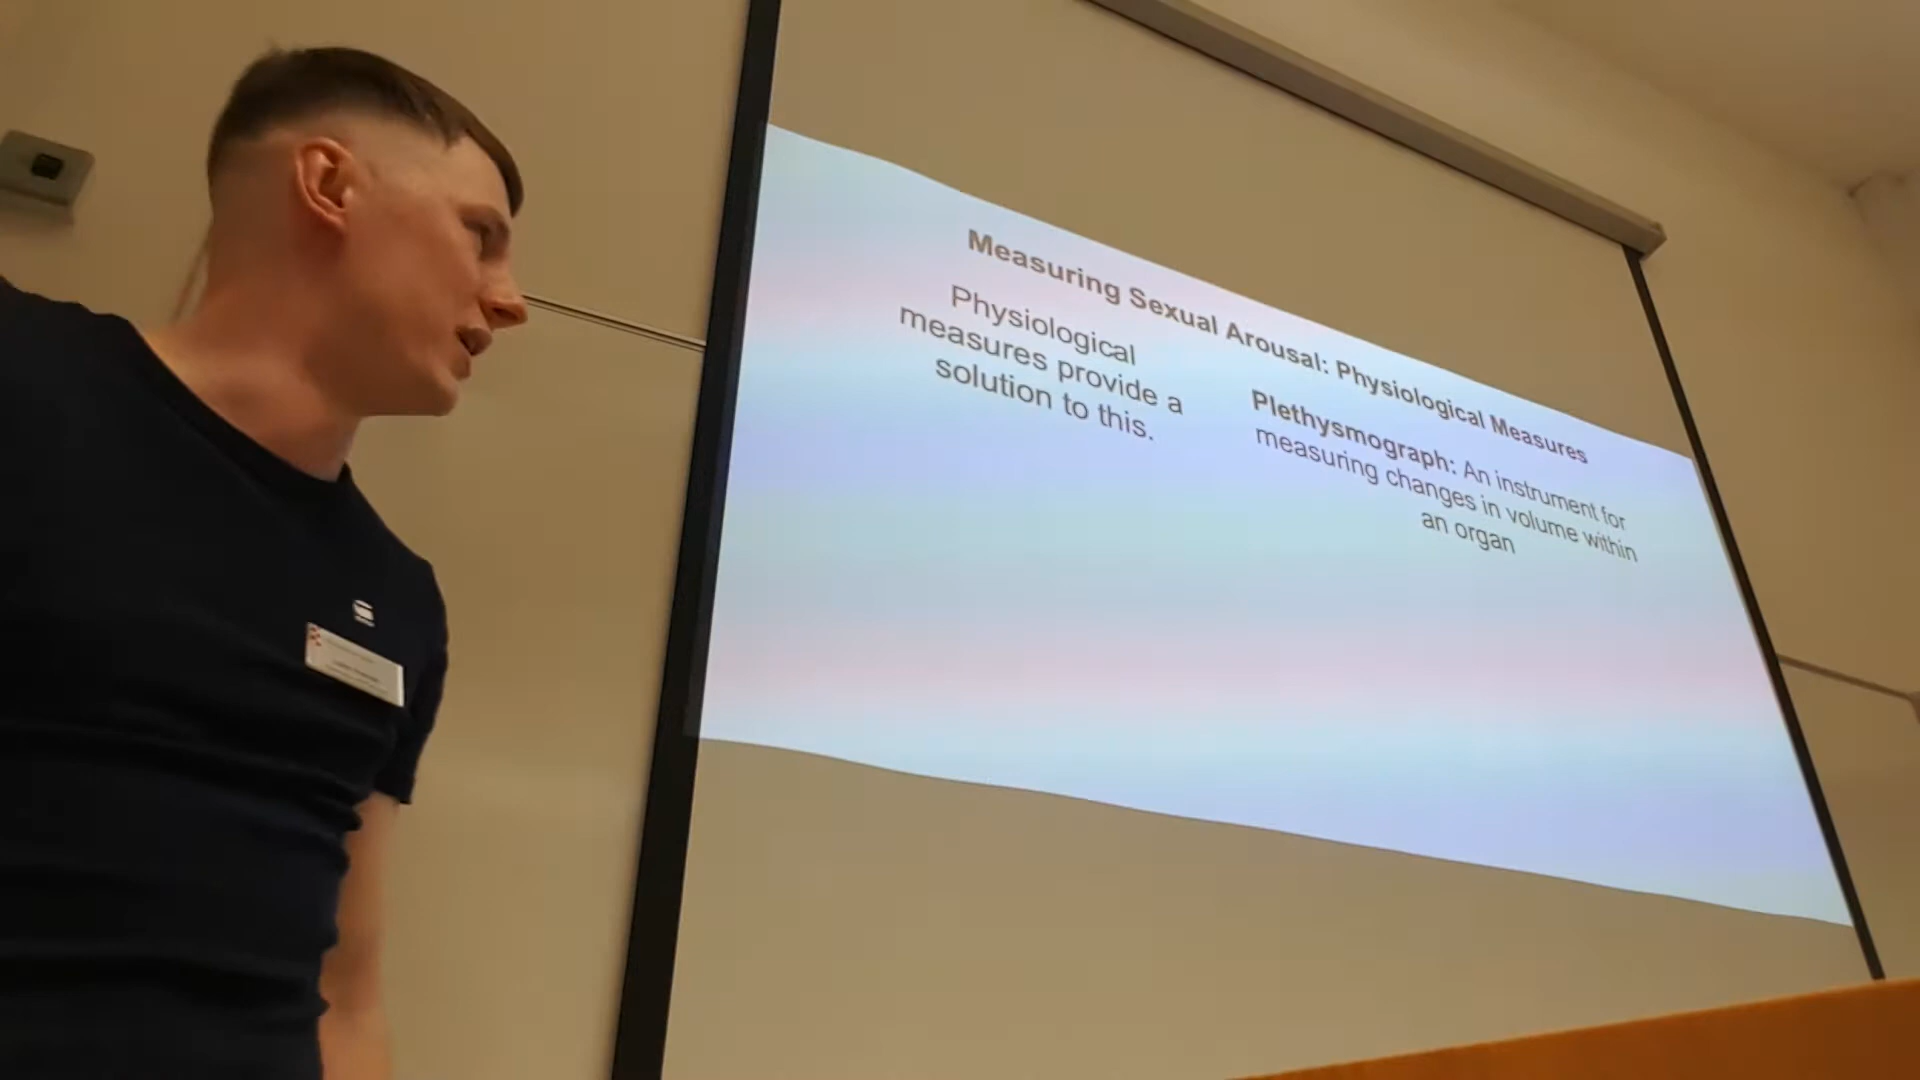 Measuring Sexual Arousal: Physiological Measures
Physiological
measures provide a
solution to this.
Plethysmograph: An instrument for
measuring changes in volume within
an organ